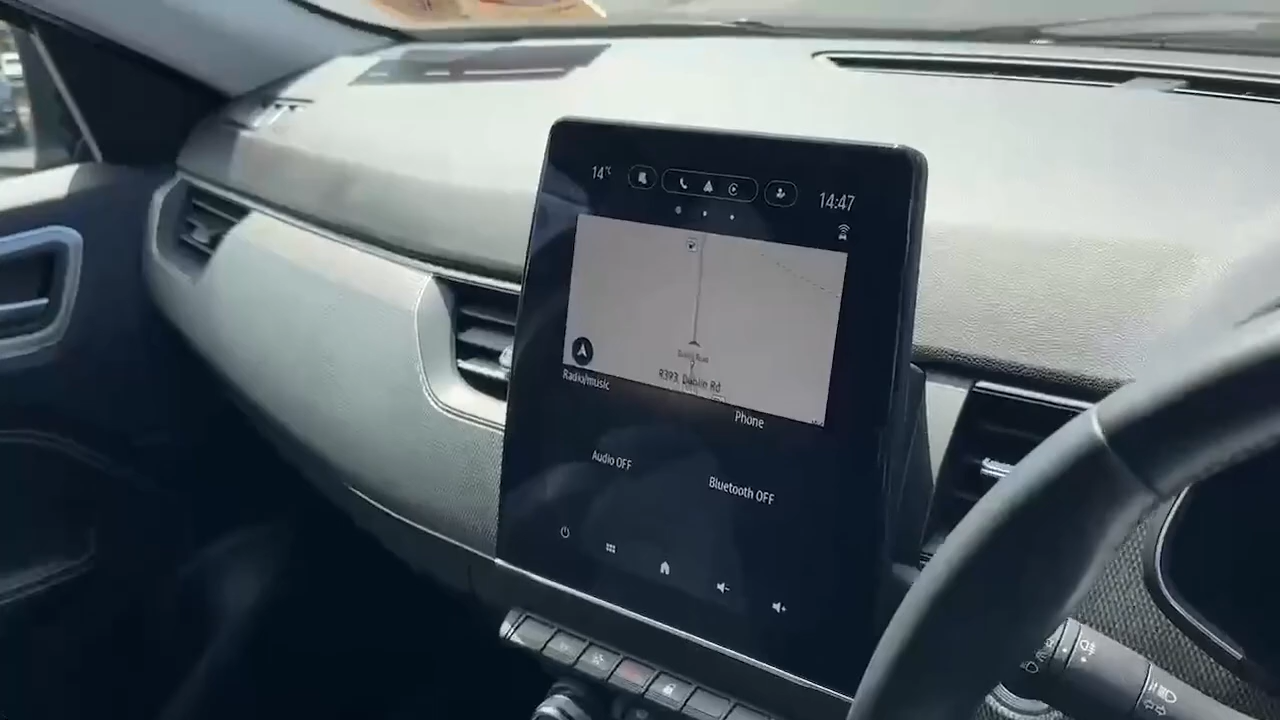 14°C
14:47
R393, Dublin Rd
Radio/music
Phone
Audio OFF
Bluetooth OFF